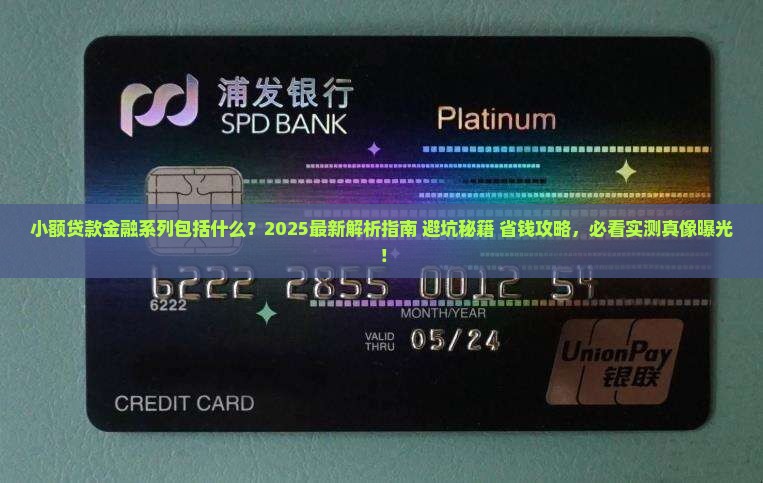 浦发银行
SPD BANK
Platinum
小额贷款金融系列包括什么？2025最新解析指南 避坑秘籍 省钱攻略，必看实测真像曝光
！
6222 2855 0012 54
6222
MONTH/YEAR
VALID
THRU
05/24
UnionPay
银联
CREDIT CARD